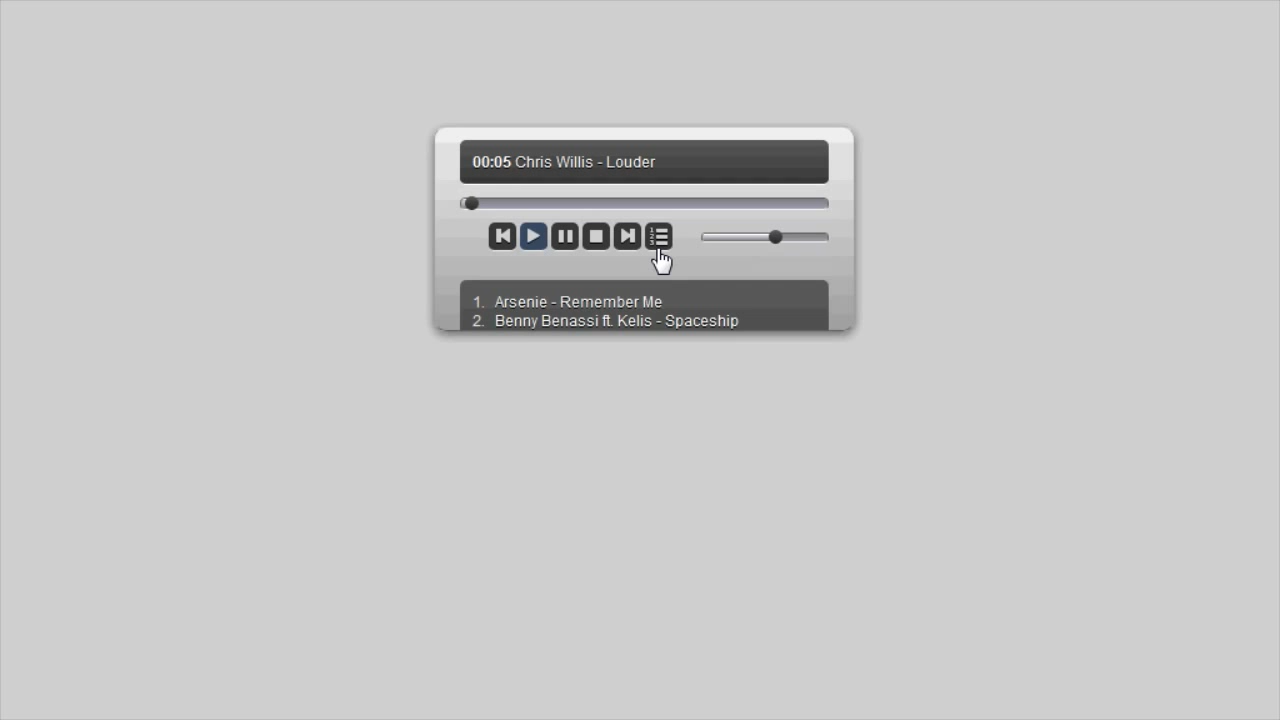 00:05 Chris Willis - Louder
1. Arsenie - Remember Me
2. Benny Benassi ft. Kelis - Spaceship